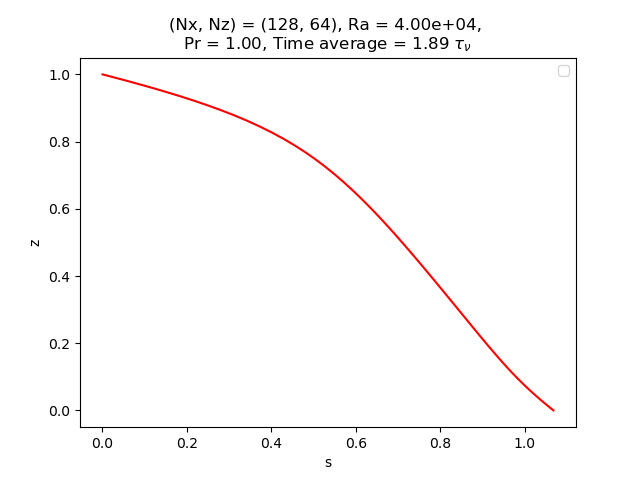 (Nx, Nz) = (128, 64), Ra = 4.00e+04,
Pr = 1.00, Time average = 1.89 τν
1.0
0.8
0.6
0.4
0.2
0.0
z
0.0 0.2 0.4 0.6 0.8 1.0
s